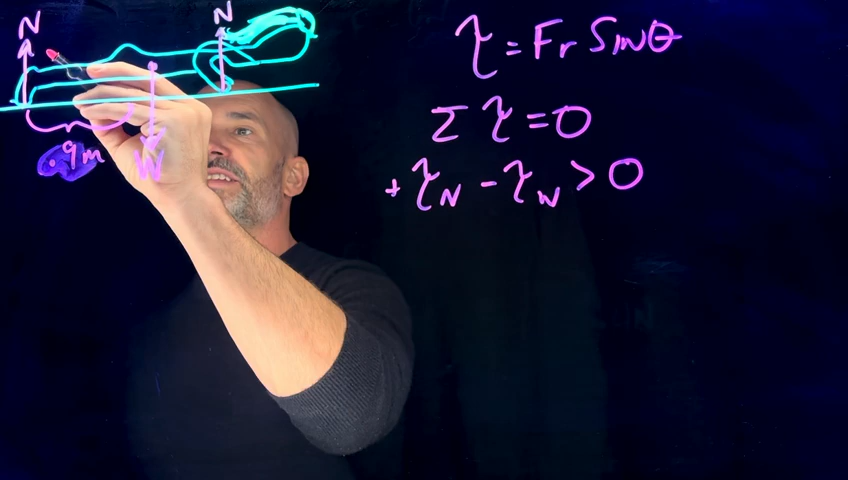 N
N
.9m
W
τ = Fr Sinθ
Σ τ = 0
+ τN - τW > 0